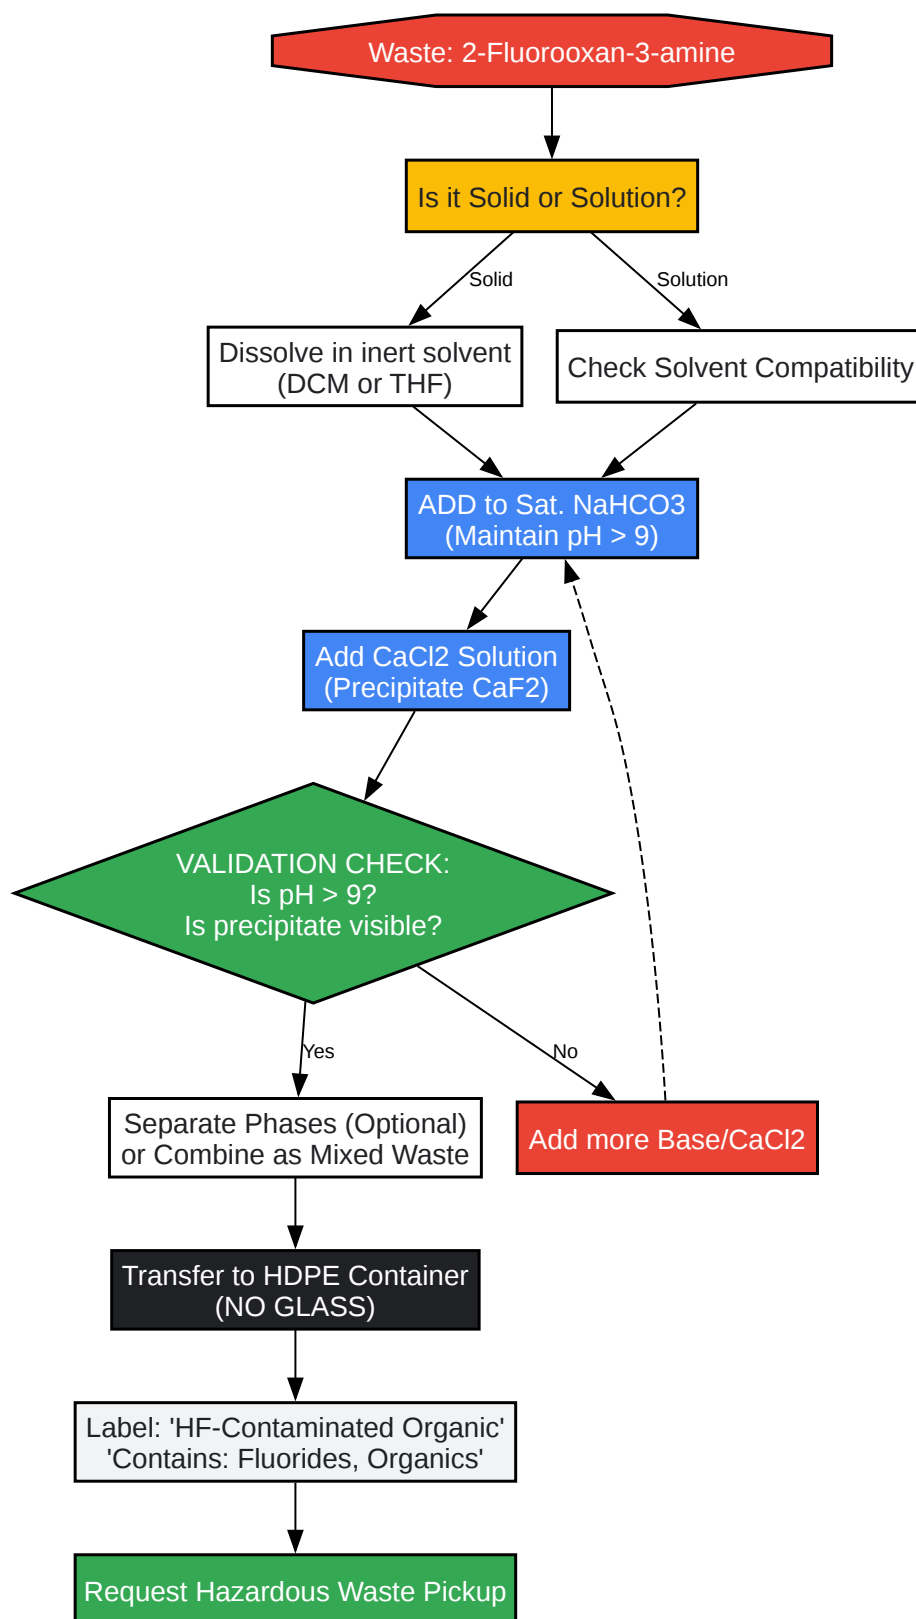 Waste: 2-Fluorooxan-3-amine
Is it Solid or Solution?
Solid
Solution
Dissolve in inert solvent
(DCM or THF)
Check Solvent Compatibility
ADD to Sat. NaHCO3
(Maintain pH > 9)
Add CaCl2 Solution
(Precipitate CaF2)
VALIDATION CHECK:
Is pH > 9?
Is precipitate visible?
Yes
No
Separate Phases (Optional)
or Combine as Mixed Waste
Add more Base/CaCl2
Transfer to HDPE Container
(NO GLASS)
Label: 'HF-Contaminated Organic'
'Contains: Fluorides, Organics'
Request Hazardous Waste Pickup